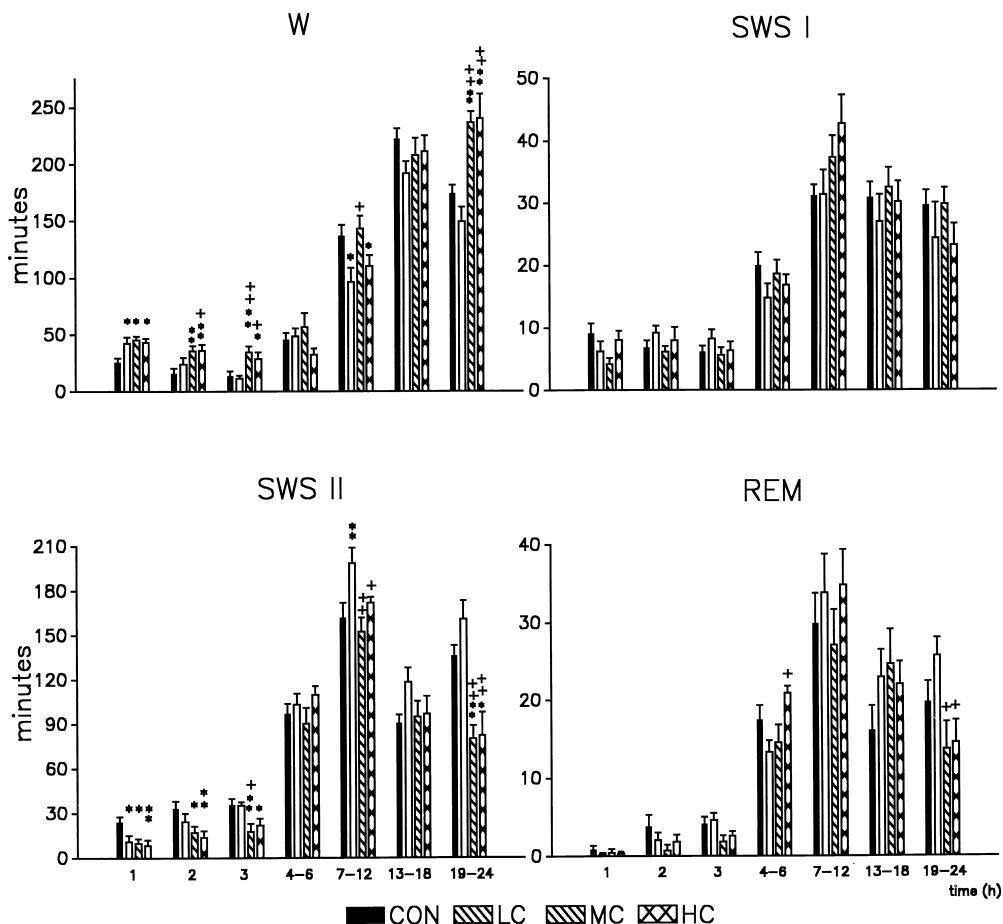 W
SWS I
minutes
250
200
150
100
50
0
50
40
30
20
10
0
* * *
** **+
**++ *+
* + *
**++ **++
SWS II
REM
minutes
210
180
150
120
90
60
30
0
40
30
20
10
0
* * **
** **
**+ *
** ++ +
**++ *++
+
+ +
1 2 3 4–6 7–12 13–18 19–24
1 2 3 4–6 7–12 13–18 19–24
time (h)
CON LC MC HC